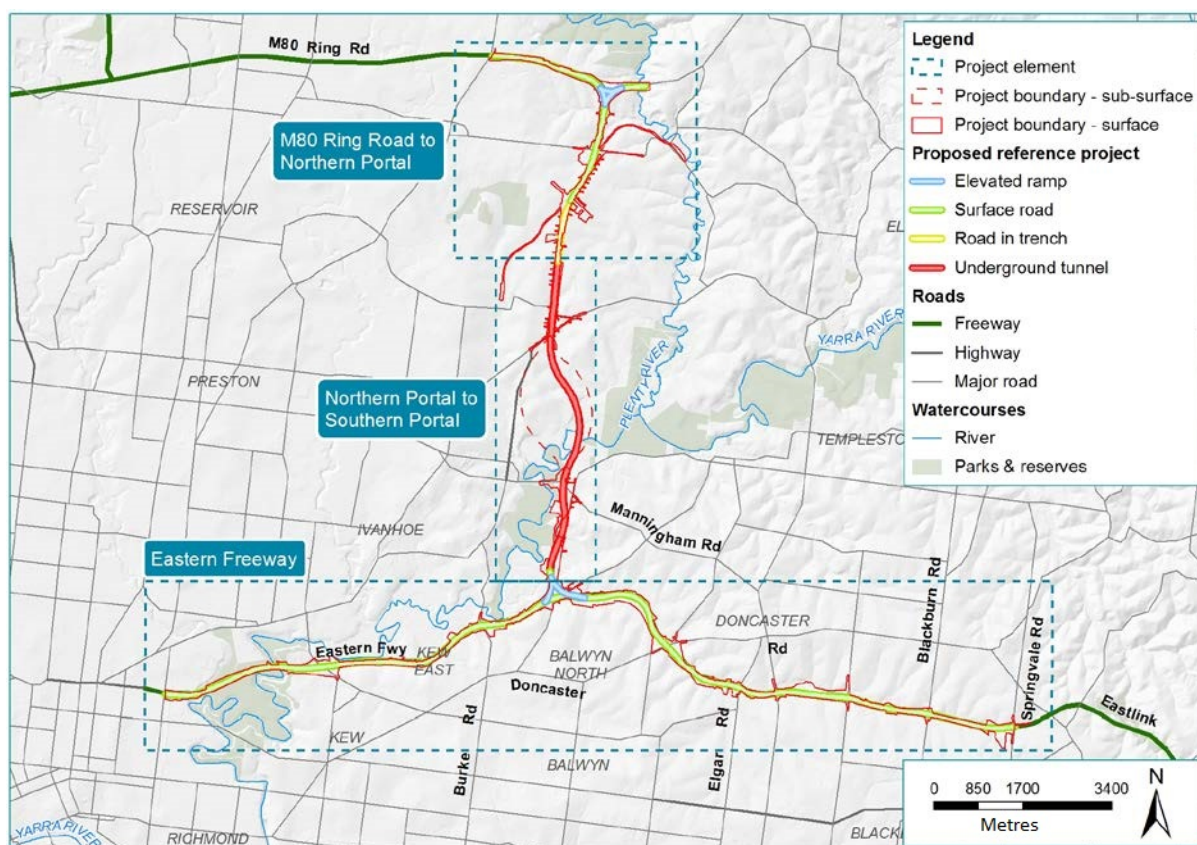 M80 Ring Rd
M80 Ring Road to
Northern Portal
RESERVOIR
EL
PLENTY RIVER
YARRA RIVER
PRESTON
Northern Portal to
Southern Portal
TEMPLESTO
IVANHOE
Manningham Rd
Eastern Freeway
Blackburn Rd
Springvale Rd
DONCASTER
Eastern Fwy
KEW
EAST
BALWYN
NORTH
Doncaster
Rd
Eastlink
KEW
Burke Rd
BALWYN
Elgar Rd
RICHMOND
YARRA RIVER
BLACKB
Legend
Project element
Project boundary - sub-surface
Project boundary - surface
Proposed reference project
Elevated ramp
Surface road
Road in trench
Underground tunnel
Roads
Freeway
Highway
Major road
Watercourses
River
Parks & reserves
0 850 1700 3400
Metres
N